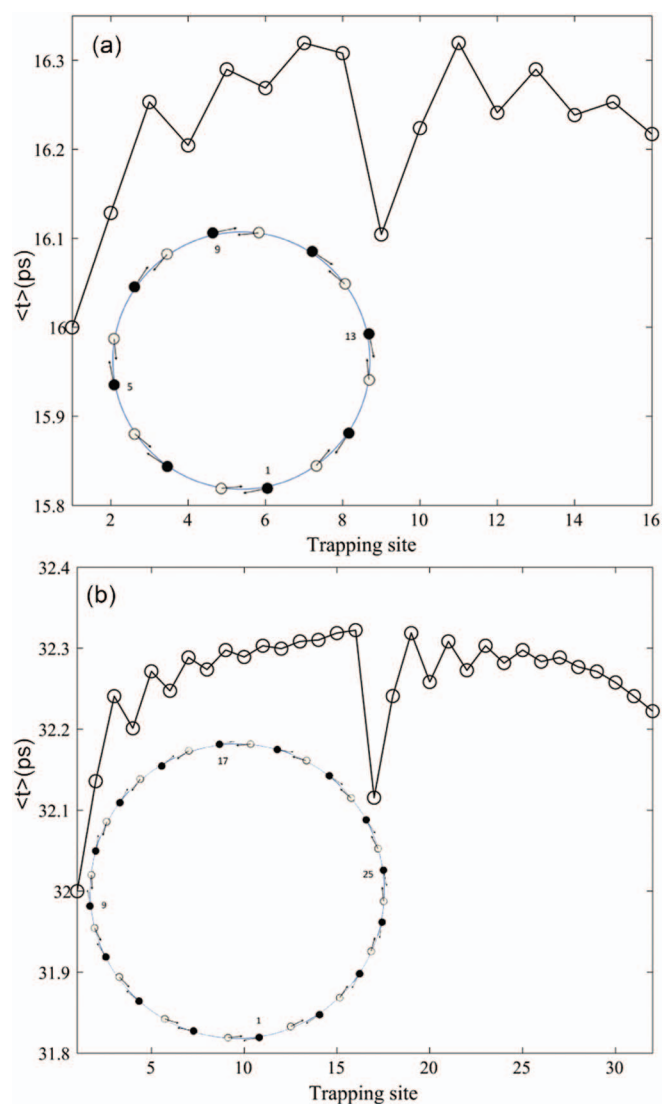 (a)
<t>(ps)
16.3
16.2
16.1
16
15.9
15.8
9
13
5
1
2 4 6 8 10 12 14 16
Trapping site
(b)
<t>(ps)
32.4
32.3
32.2
32.1
32
31.9
31.8
17
25
9
1
5 10 15 20 25 30
Trapping site